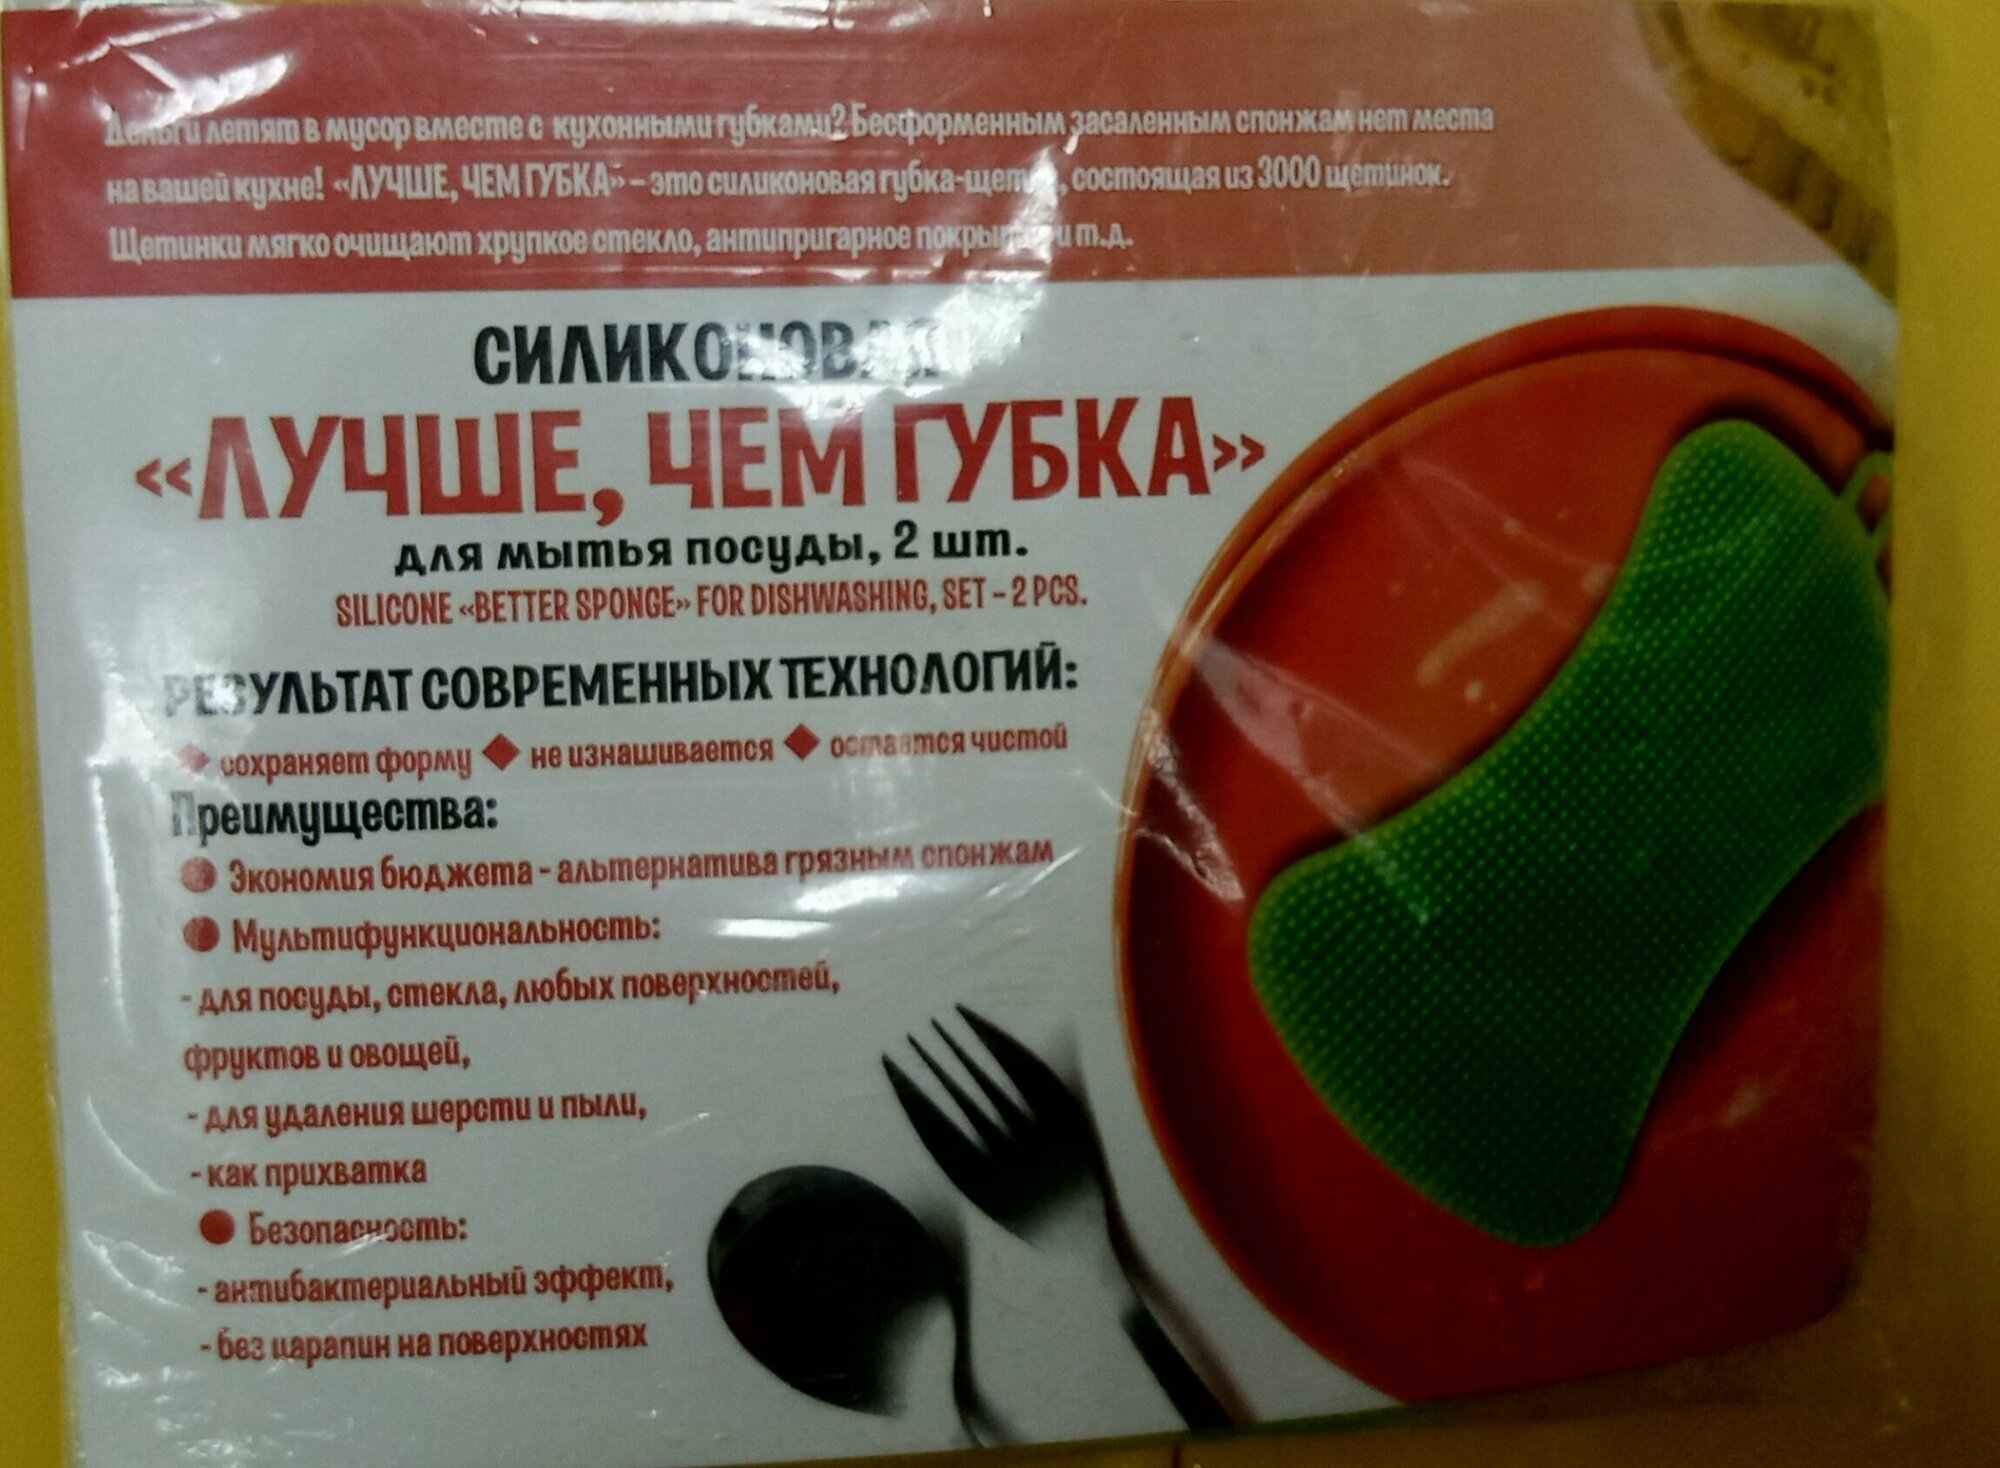 Деньги летят в мусор вместе с кухонными губками? Бесформенным засаленным спонжам нет места
на вашей кухне! «ЛУЧШЕ, ЧЕМ ГУБКА» – это силиконовая губка-щетка, состоящая из 3000 щетинок.
Щетинки мягко очищают хрупкое стекло, антипригарное и т.д.
СИЛИКОНОВАЯ
«ЛУЧШЕ, ЧЕМ ГУБКА»
для мытья посуды, 2 шт.
SILICONE «BETTER SPONGE» FOR DISHWASHING, SET – 2 PCS.
РЕЗУЛЬТАТ СОВРЕМЕННЫХ ТЕХНОЛОГИЙ:
◆ сохраняет форму ◆ не изнашивается ◆ остается чистой
Преимущества:
● Экономия бюджета - альтернатива грязным спонжам
● Мультифункциональность:
- для посуды, стекла, любых поверхностей,
фруктов и овощей,
- для удаления шерсти и пыли,
- как прихватка
● Безопасность:
- антибактериальный эффект,
- без царапин на поверхностях